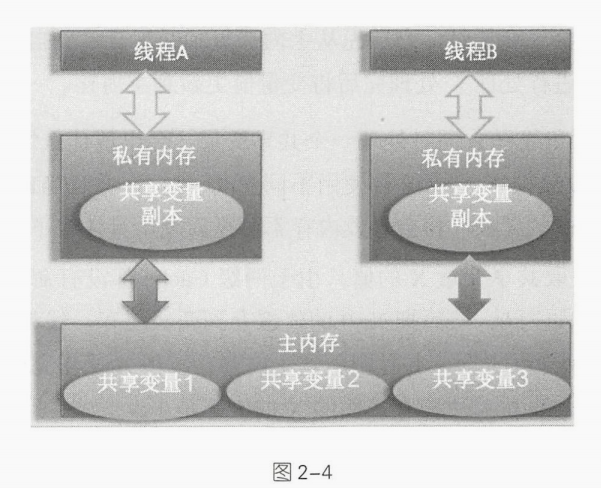 线程A
线程B
私有内存
私有内存
共享变量
副本
共享变量
副本
主内存
共享变量1
共享变量2
共享变量3
图 2-4